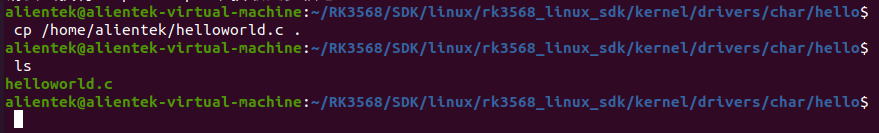 alientek@alientek-virtual-machine:~/RK3568/SDK/linux/rk3568_linux_sdk/kernel/drivers/char/hello$
cp /home/alientek/helloworld.c .
alientek@alientek-virtual-machine:~/RK3568/SDK/linux/rk3568_linux_sdk/kernel/drivers/char/hello$
ls
helloworld.c
alientek@alientek-virtual-machine:~/RK3568/SDK/linux/rk3568_linux_sdk/kernel/drivers/char/hello$